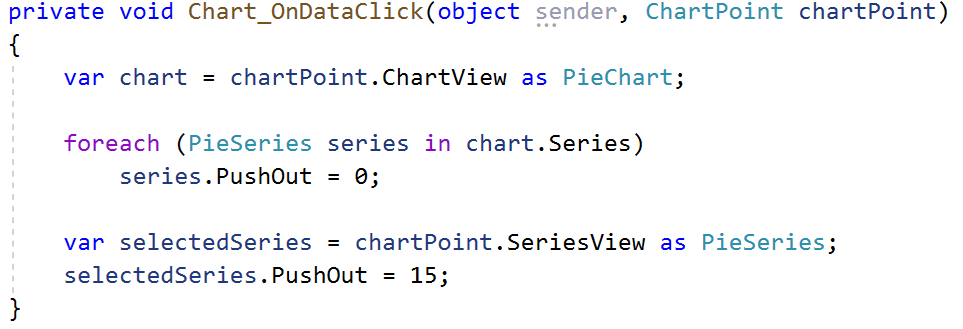 private void Chart_OnDataClick(object sender, ChartPoint chartPoint)
{
    var chart = chartPoint.ChartView as PieChart;

    foreach (PieSeries series in chart.Series)
        series.PushOut = 0;

    var selectedSeries = chartPoint.SeriesView as PieSeries;
    selectedSeries.PushOut = 15;
}